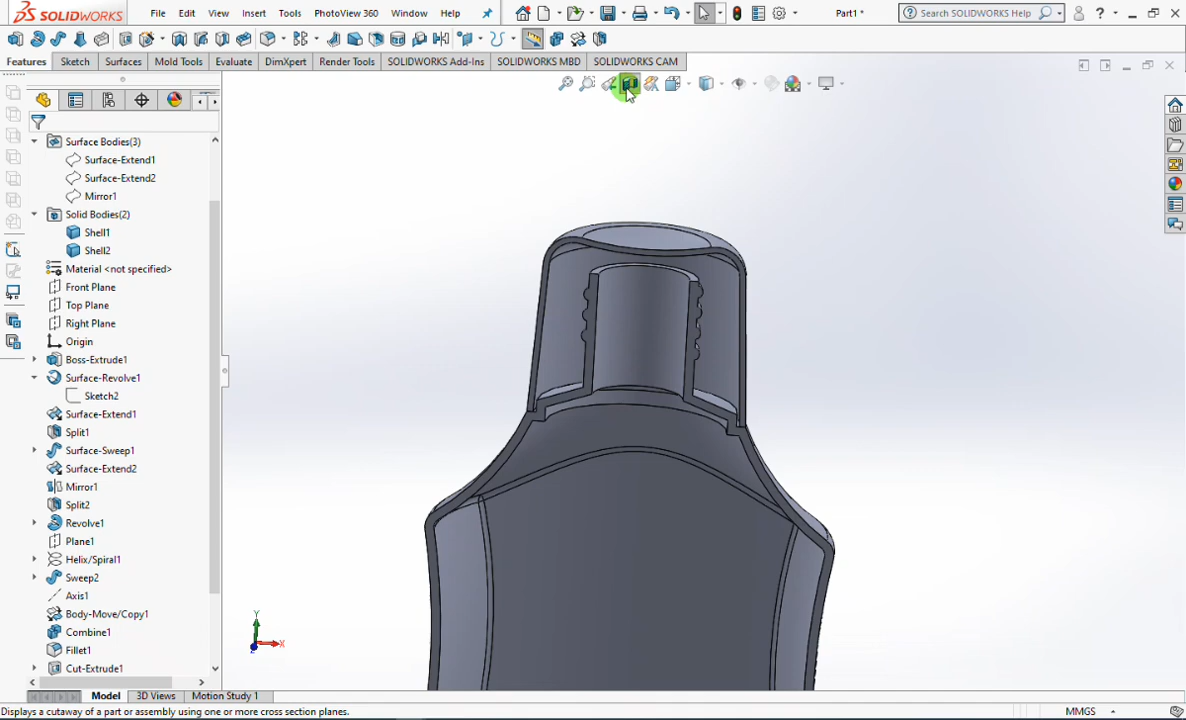 SOLIDWORKS File Edit View Insert Tools PhotoView 360 Window Help Part1 * Search SOLIDWORKS Help ?
Features Sketch Surfaces Mold Tools Evaluate DimXpert Render Tools SOLIDWORKS Add-Ins SOLIDWORKS MBD SOLIDWORKS CAM
Surface Bodies(3)
Surface-Extend1
Surface-Extend2
Mirror1
Solid Bodies(2)
Shell1
Shell2
Material <not specified>
Front Plane
Top Plane
Right Plane
Origin
Boss-Extrude1
Surface-Revolve1
Sketch2
Surface-Extend1
Split1
Surface-Sweep1
Surface-Extend2
Mirror1
Split2
Revolve1
Plane1
Helix/Spiral1
Sweep2
Axis1
Body-Move/Copy1
Combine1
Fillet1
Cut-Extrude1
Y
X
Z
Model 3D Views Motion Study 1
Displays a cutaway of a part or assembly using one or more cross section planes. MMGS